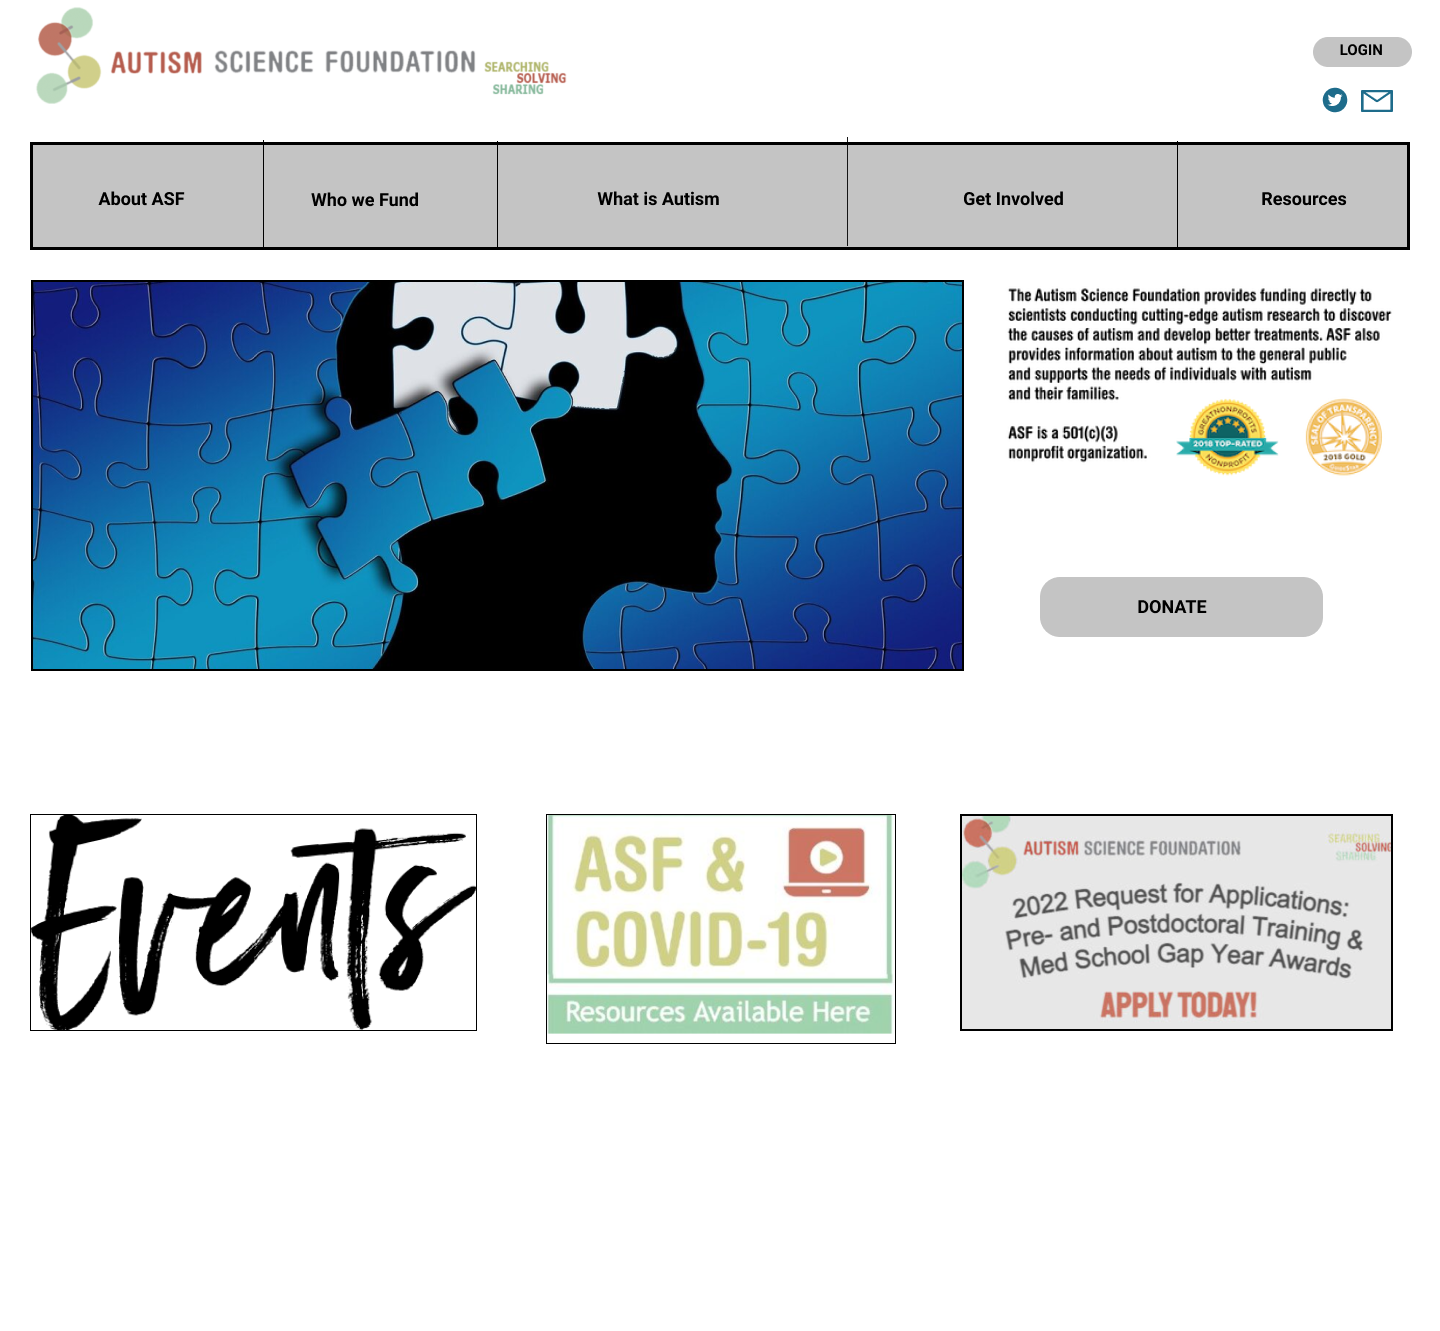 AUTISM SCIENCE FOUNDATION
SEARCHING
SOLVING
SHARING
LOGIN
About ASF
Who we Fund
What is Autism
Get Involved
Resources
The Autism Science Foundation provides funding directly to
scientists conducting cutting-edge autism research to discover
the causes of autism and develop better treatments. ASF also
provides information about autism to the general public
and supports the needs of individuals with autism
and their families.
ASF is a 501(c)(3)
nonprofit organization.
GREATNONPROFITS
2018 TOP-RATED
NONPROFIT
SEAL OF TRANSPARENCY
2018 GOLD
GuideStar
DONATE
Events
ASF &
COVID-19
Resources Available Here
AUTISM SCIENCE FOUNDATION
SEARCHING
SOLVING
SHARING
2022 Request for Applications:
Pre- and Postdoctoral Training &
Med School Gap Year Awards
APPLY TODAY!